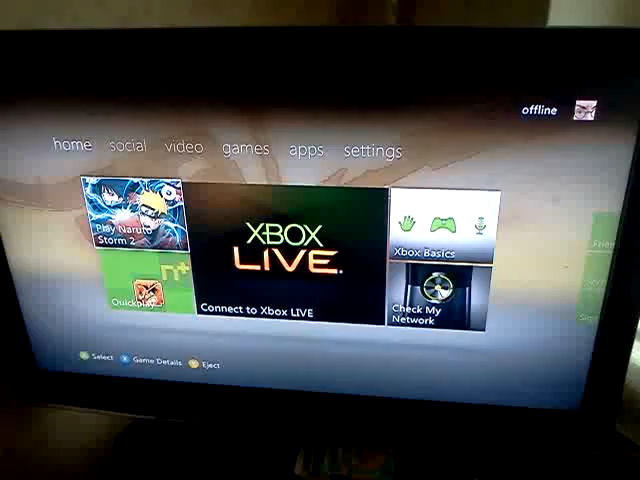 offline
home social video games apps settings
Play Naruto
Storm 2
XBOX
LIVE
Xbox Basics
Quickplay
Connect to Xbox LIVE
Check My
Network
Select
Game Details
Eject